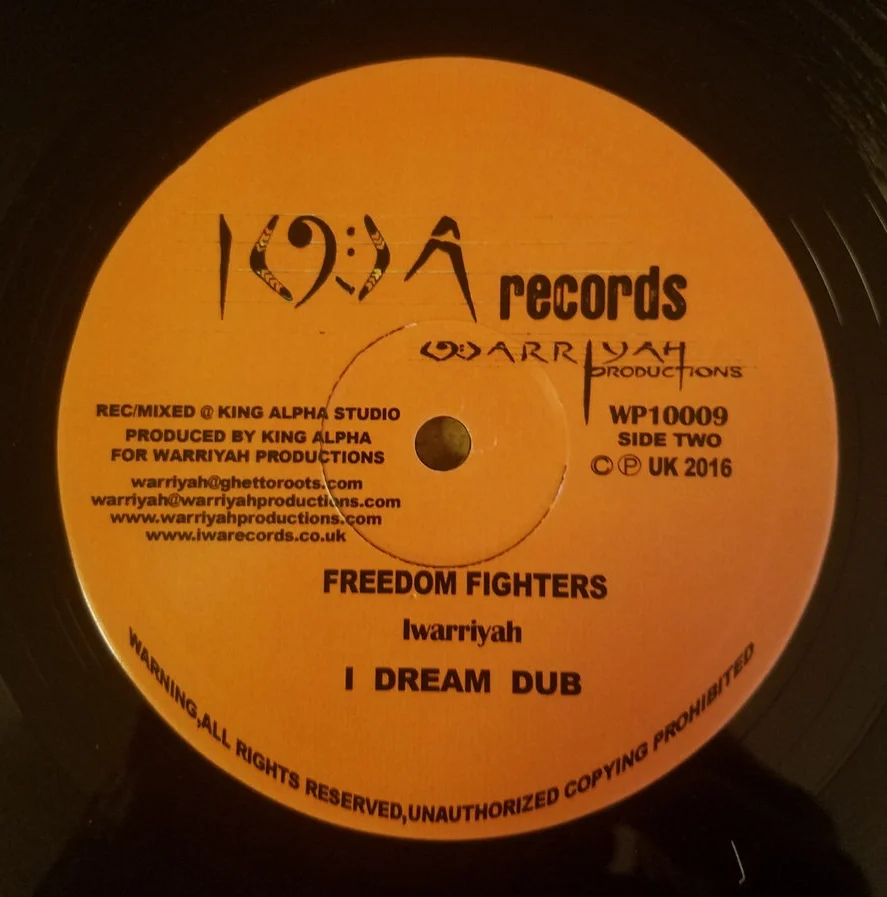 IWA records
WARRIYAH
PRODUCTIONS
REC/MIXED @ KING ALPHA STUDIO
PRODUCED BY KING ALPHA
FOR WARRIYAH PRODUCTIONS
warriyah@ghettoroots.com
warriyah@warriyahproductions.com
www.warriyahproductions.com
www.iwarecords.co.uk
WP10009
SIDE TWO
© ℗ UK 2016
FREEDOM FIGHTERS
Iwarriyah
I DREAM DUB
WARNING,ALL RIGHTS RESERVED,UNAUTHORIZED COPYING PROHIBITED